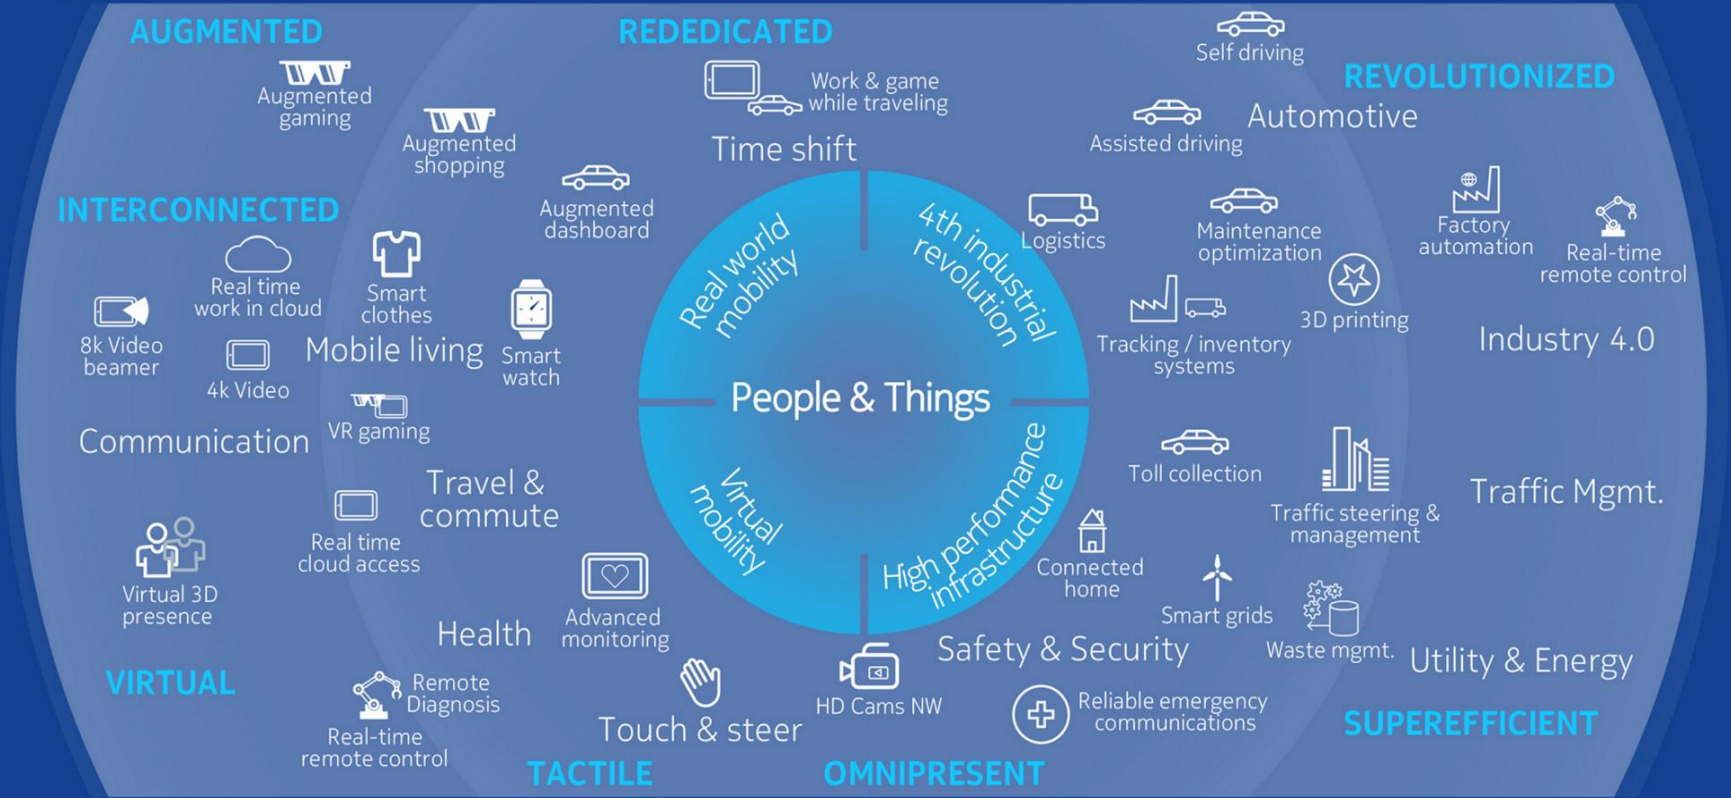 AUGMENTED
REDEDICATED
Self driving
REVOLUTIONIZED
Augmented
gaming
Work & game
while traveling
Automotive
Augmented
shopping
Time shift
Assisted driving
INTERCONNECTED
Augmented
dashboard
Real world
mobility
4th industrial
revolution
Logistics
Maintenance
optimization
Factory
automation
Real-time
remote control
Real time
work in cloud
Smart
clothes
8k Video
beamer
4k Video
Mobile living
Smart
watch
Tracking / inventory
systems
3D printing
Industry 4.0
People & Things
Communication
VR gaming
Travel &
commute
Virtual
mobility
High performance
infrastructure
Toll collection
Traffic steering &
management
Traffic Mgmt.
Real time
cloud access
Virtual 3D
presence
Connected
home
Smart grids
Health
Advanced
monitoring
Safety & Security
Waste mgmt.
Utility & Energy
VIRTUAL
Remote
Diagnosis
Real-time
remote control
Touch & steer
HD Cams NW
Reliable emergency
communications
SUPEREFFICIENT
TACTILE
OMNIPRESENT